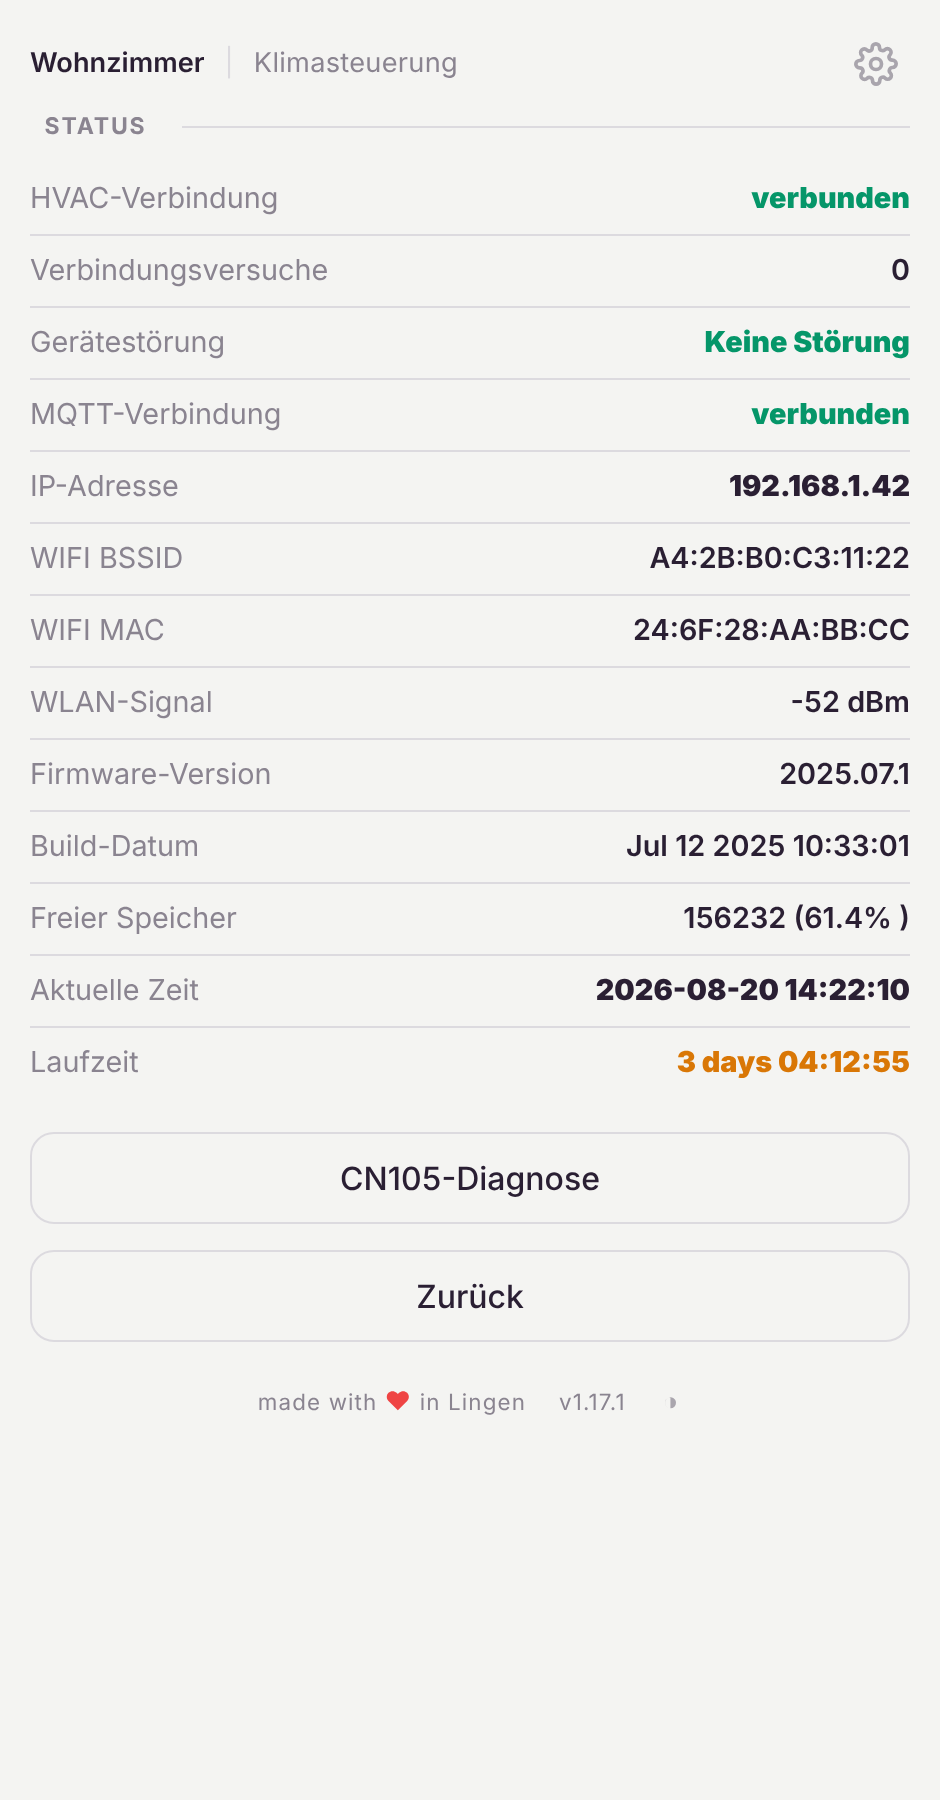 Wohnzimmer Klimasteuerung
STATUS
HVAC-Verbindung verbunden
Verbindungsversuche 0
Gerätestörung Keine Störung
MQTT-Verbindung verbunden
IP-Adresse 192.168.1.42
WIFI BSSID A4:2B:B0:C3:11:22
WIFI MAC 24:6F:28:AA:BB:CC
WLAN-Signal -52 dBm
Firmware-Version 2025.07.1
Build-Datum Jul 12 2025 10:33:01
Freier Speicher 156232 (61.4% )
Aktuelle Zeit 2026-08-20 14:22:10
Laufzeit 3 days 04:12:55
CN105-Diagnose
Zurück
made with ❤ in Lingen v1.17.1